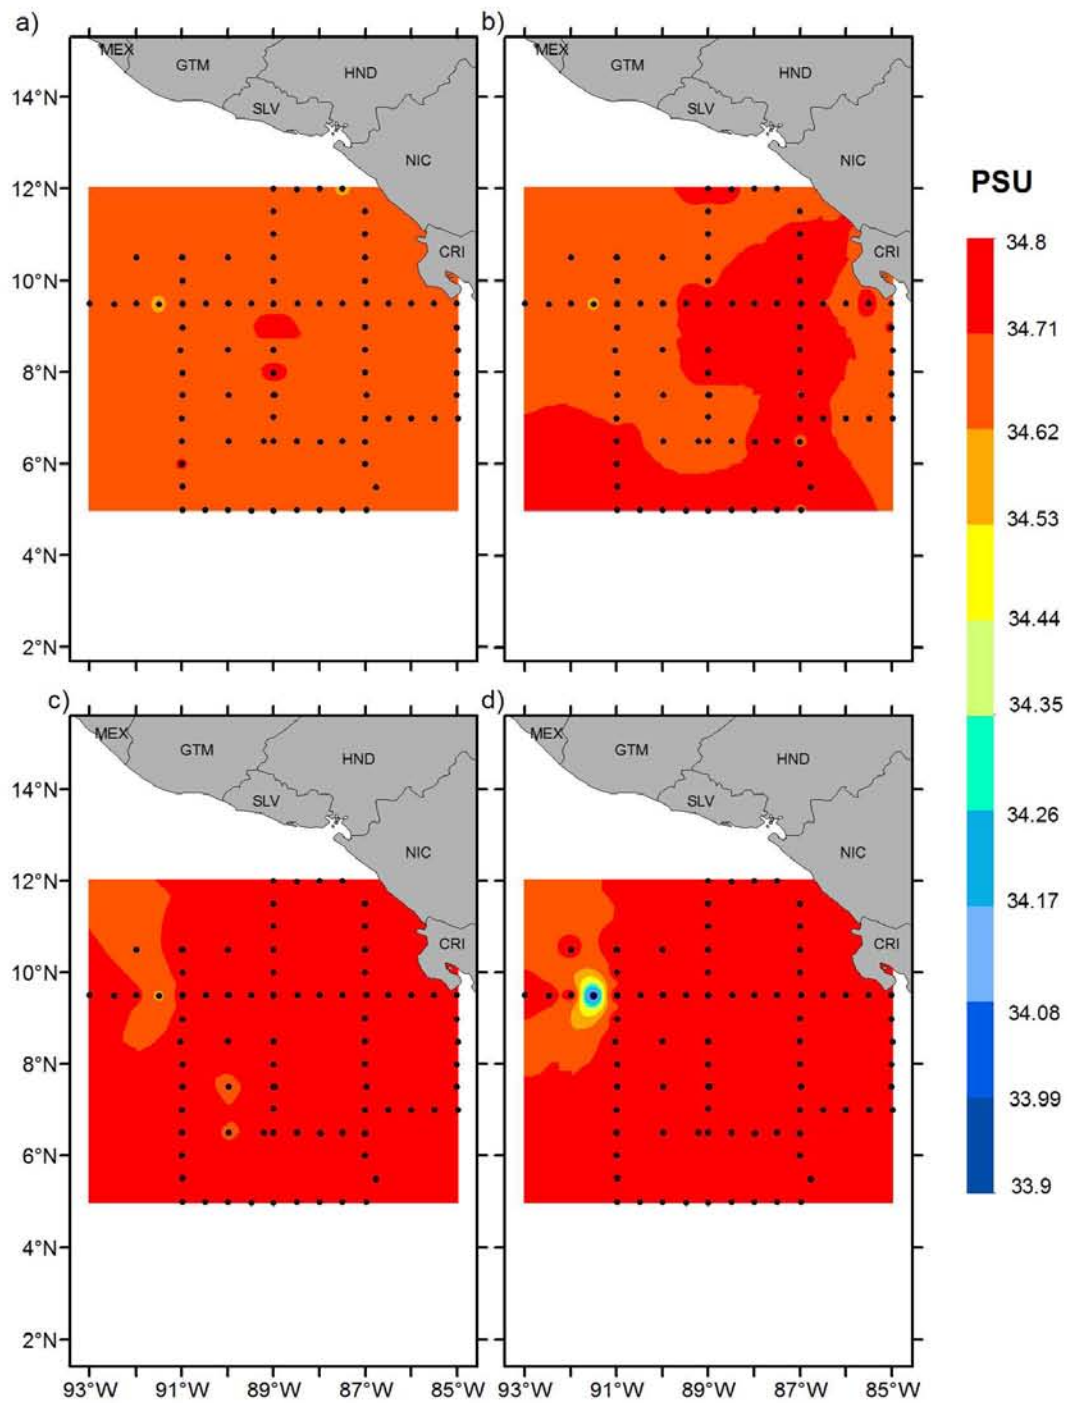 a)
b)
MEX
GTM
HND
SLV
NIC
CRI
MEX
GTM
HND
SLV
NIC
CRI
14°N
12°N
10°N
8°N
6°N
4°N
2°N
PSU
34.8
34.71
34.62
34.53
34.44
34.35
34.26
34.17
34.08
33.99
33.9
c)
d)
MEX
GTM
HND
SLV
NIC
CRI
MEX
GTM
HND
SLV
NIC
CRI
14°N
12°N
10°N
8°N
6°N
4°N
2°N
93°W 91°W 89°W 87°W 85°W
93°W 91°W 89°W 87°W 85°W